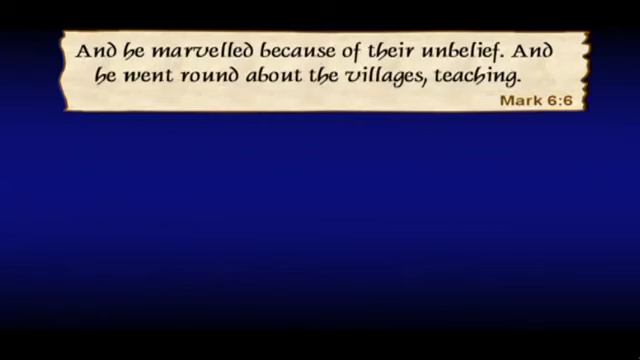 And he marvelled because of their unbelief. And
he went round about the villages, teaching.
Mark 6:6